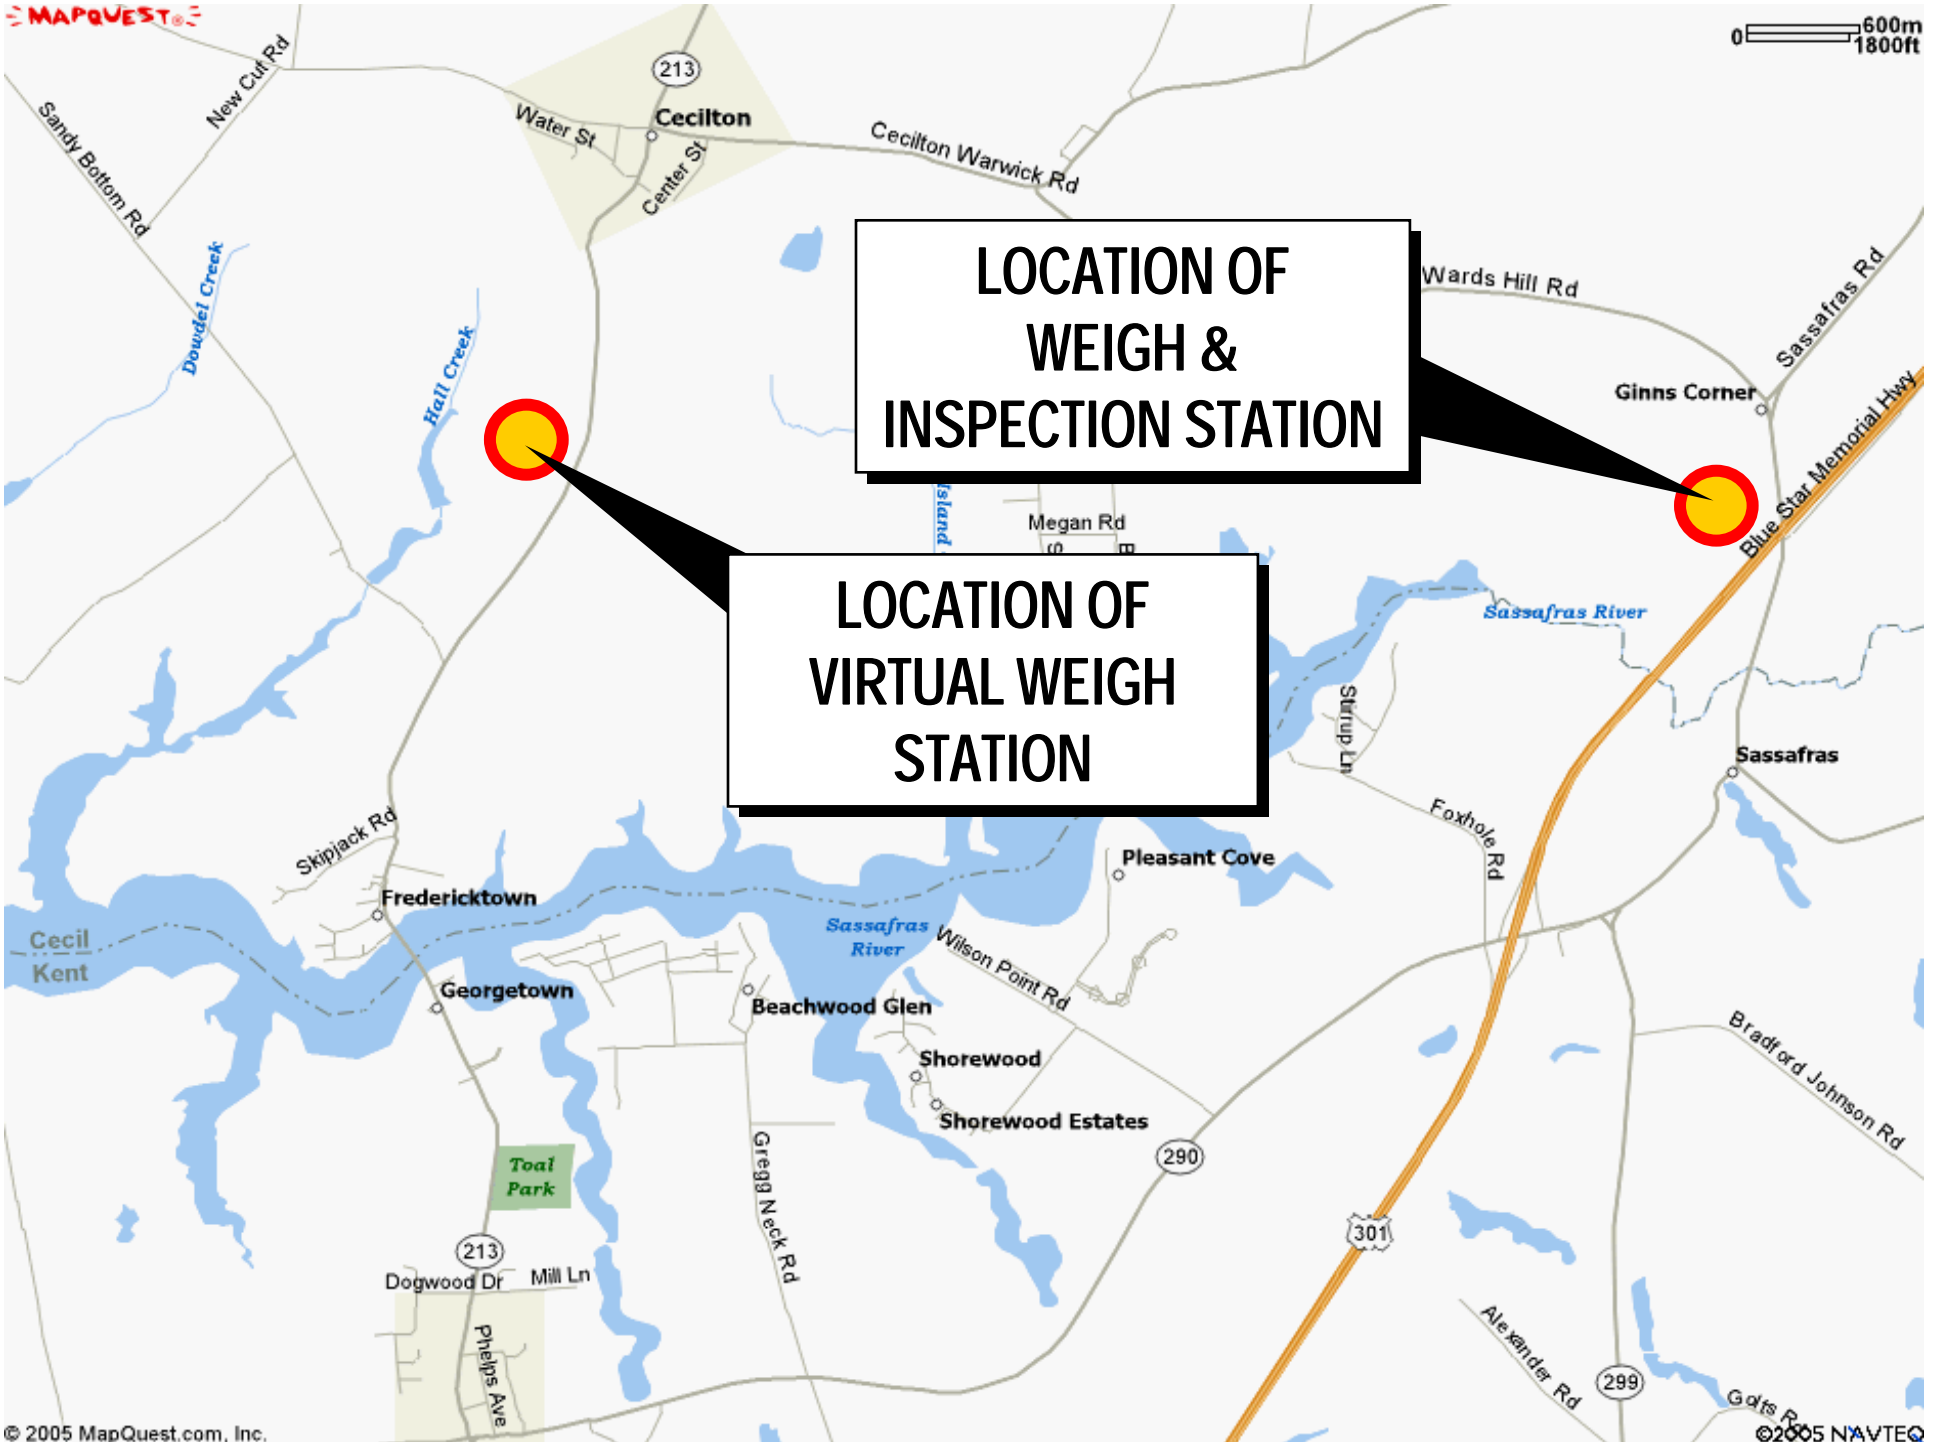 MAPQUEST
0 600m
1800ft
New Cut Rd
213
Water St
Cecilton
Center St
Cecilton Warwick Rd
Sandy Bottom Rd
Dowdel Creek
Hall Creek
LOCATION OF
WEIGH &
INSPECTION STATION
Wards Hill Rd
Sassafras Rd
Ginns Corner
Blue Star Memorial Hwy
Island
Megan Rd
S
B
LOCATION OF
VIRTUAL WEIGH
STATION
Sassafras River
Stirrup Ln
Sassafras
Foxhole Rd
Skipjack Rd
Fredericktown
Pleasant Cove
Cecil
Kent
Sassafras
River
Wilson Point Rd
Georgetown
Beachwood Glen
Shorewood
Shorewood Estates
Bradford Johnson Rd
Toal
Park
Gregg Neck Rd
290
301
213
Dogwood Dr
Mill Ln
Phelps Ave
Alexander Rd
299
Golts Rd
© 2005 MapQuest.com, Inc.
©2005 NAVTEQ